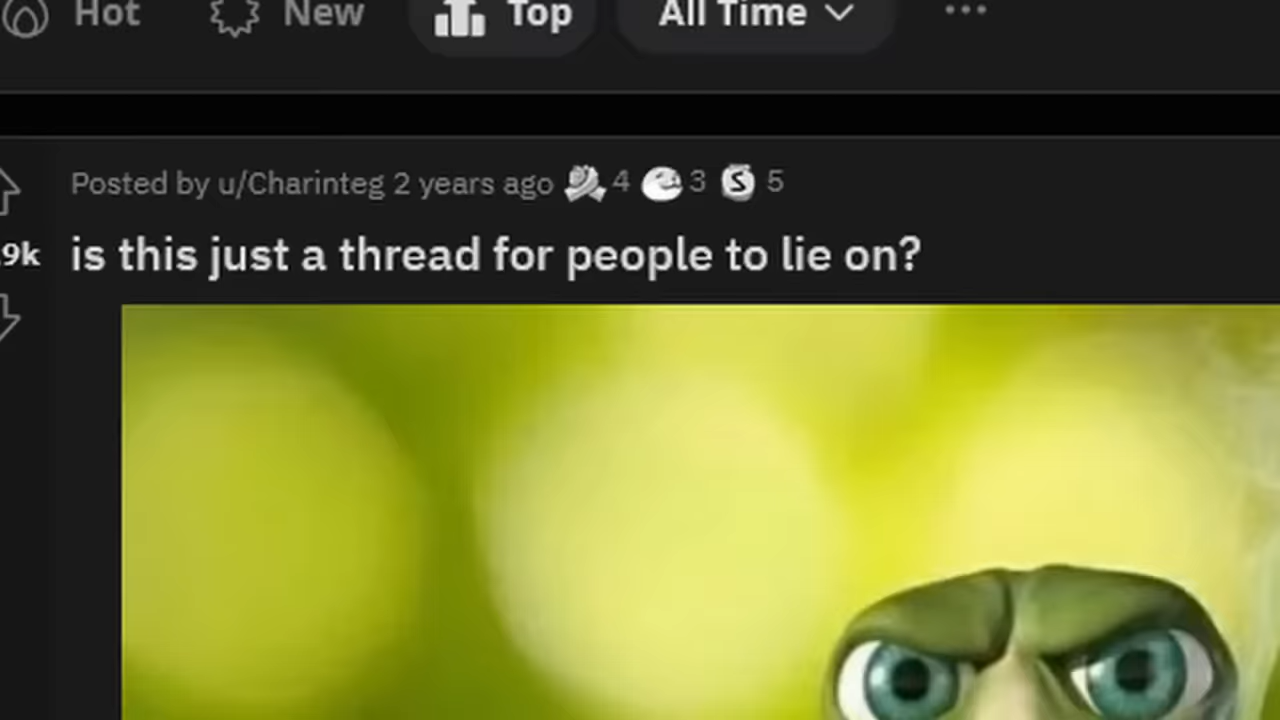 Hot New Top All Time
Posted by u/Charinteg 2 years ago 4 3 S 5
9k is this just a thread for people to lie on?